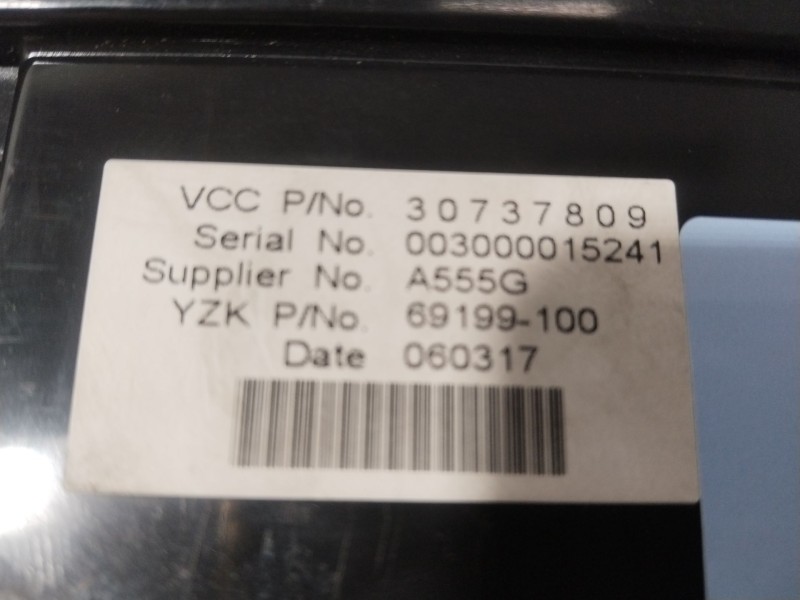 VCC P/No. 30737809
Serial No. 003000015241
Supplier No. A555G
YZK P/No. 69199-100
Date 060317